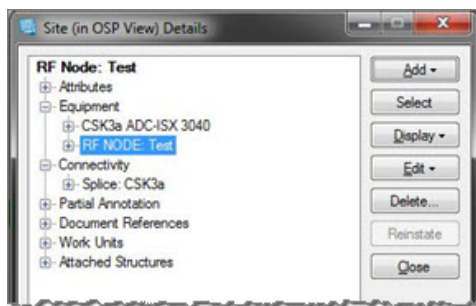 Site (in OSP View) Details
RF Node: Test
Attributes
Equipment
CSK3a ADC-ISX 3040
RF NODE: Test
Connectivity
Splice: CSK3a
Partial Annotation
Document References
Work Units
Attached Structures
Add
Select
Display
Edit
Delete...
Reinstate
Close